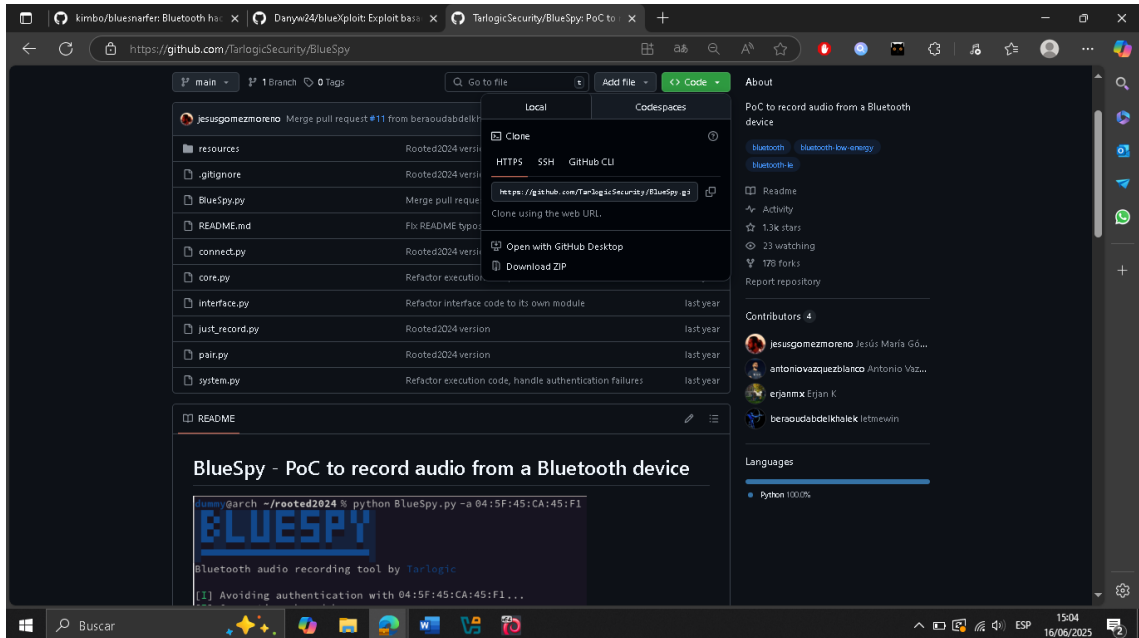 kimbo/bluesnarfer: Bluetooth hac
Danyw24/blueXploit: Exploit basa
TarlogicSecurity/BlueSpy: PoC to
https://github.com/TarlogicSecurity/BlueSpy
main
1 Branch
0 Tags
Go to file
t
Add file
Code
About
Local
Codespaces
PoC to record audio from a Bluetooth
device
jesusgomezmoreno Merge pull request #11 from beraoudabdelkh
Clone
bluetooth
bluetooth-low-energy
bluetooth-le
resources
Rooted2024 versi
HTTPS
SSH
GitHub CLI
.gitignore
Rooted2024 versi
https://github.com/TarlogicSecurity/BlueSpy.gi
Readme
BlueSpy.py
Merge pull reque
Clone using the web URL.
Activity
README.md
Fix README typos
1.3k stars
connect.py
Rooted2024 versi
Open with GitHub Desktop
23 watching
core.py
Refactor execution
Download ZIP
178 forks
Report repository
interface.py
Refactor interface code to its own module
last year
Contributors 4
just_record.py
Rooted2024 version
last year
jesusgomezmoreno Jesús María Gó...
pair.py
Rooted2024 version
last year
antoniovazquezblanco Antonio Vaz...
system.py
Refactor execution code, handle authentication failures
last year
erjanmx Erjan K
README
beraoudabdelkhalek letmewin
Languages
BlueSpy - PoC to record audio from a Bluetooth device
Python 100.0%
dummy@arch ~/rooted2024 % python BlueSpy.py -a 04:5F:45:CA:45:F1
BLUESPY
Bluetooth audio recording tool by Tarlogic
[I] Avoiding authentication with 04:5F:45:CA:45:F1...
Buscar
ESP
15:04
16/06/2025
2